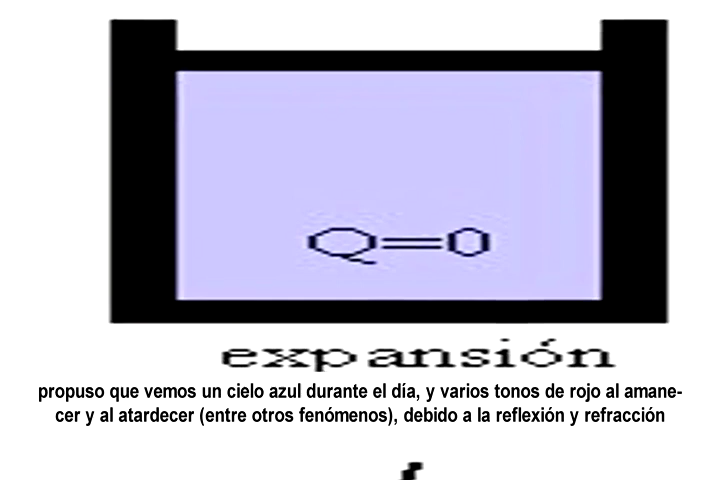 Q=0
expansión
propuso que vemos un cielo azul durante el día, y varios tonos de rojo al amane-
cer y al atardecer (entre otros fenómenos), debido a la reflexión y refracción